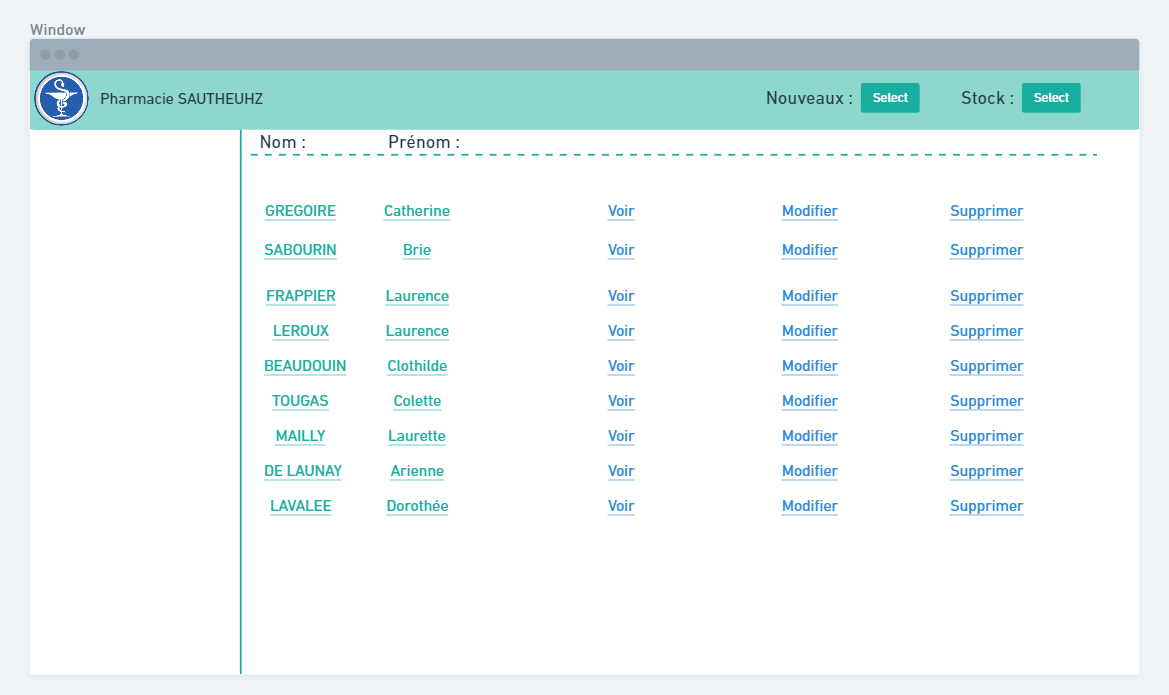 Window
Pharmacie SAUTHEUHZ Nouveaux : Select Stock : Select
Nom : Prénom :
GREGOIRE Catherine Voir Modifier Supprimer
SABOURIN Brie Voir Modifier Supprimer
FRAPPIER Laurence Voir Modifier Supprimer
LEROUX Laurence Voir Modifier Supprimer
BEAUDOUIN Clothilde Voir Modifier Supprimer
TOUGAS Colette Voir Modifier Supprimer
MAILLY Laurette Voir Modifier Supprimer
DE LAUNAY Arienne Voir Modifier Supprimer
LAVALEE Dorothée Voir Modifier Supprimer